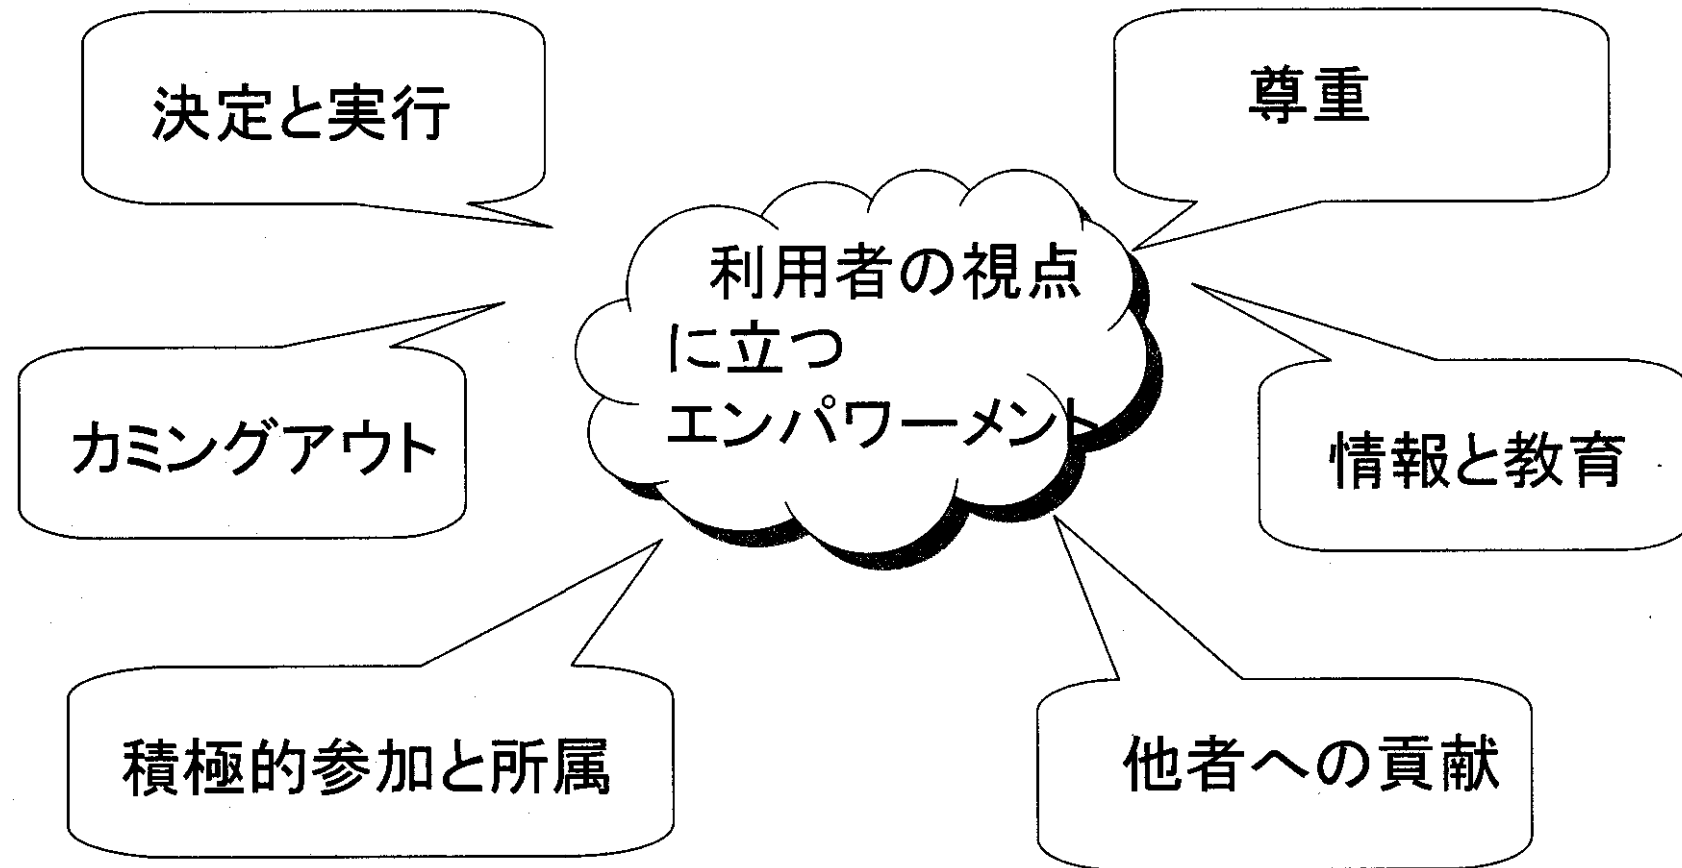 決定と実行
尊重
利用者の視点
に立つ
エンパワーメント
カミングアウト
情報と教育
積極的参加と所属
他者への貢献